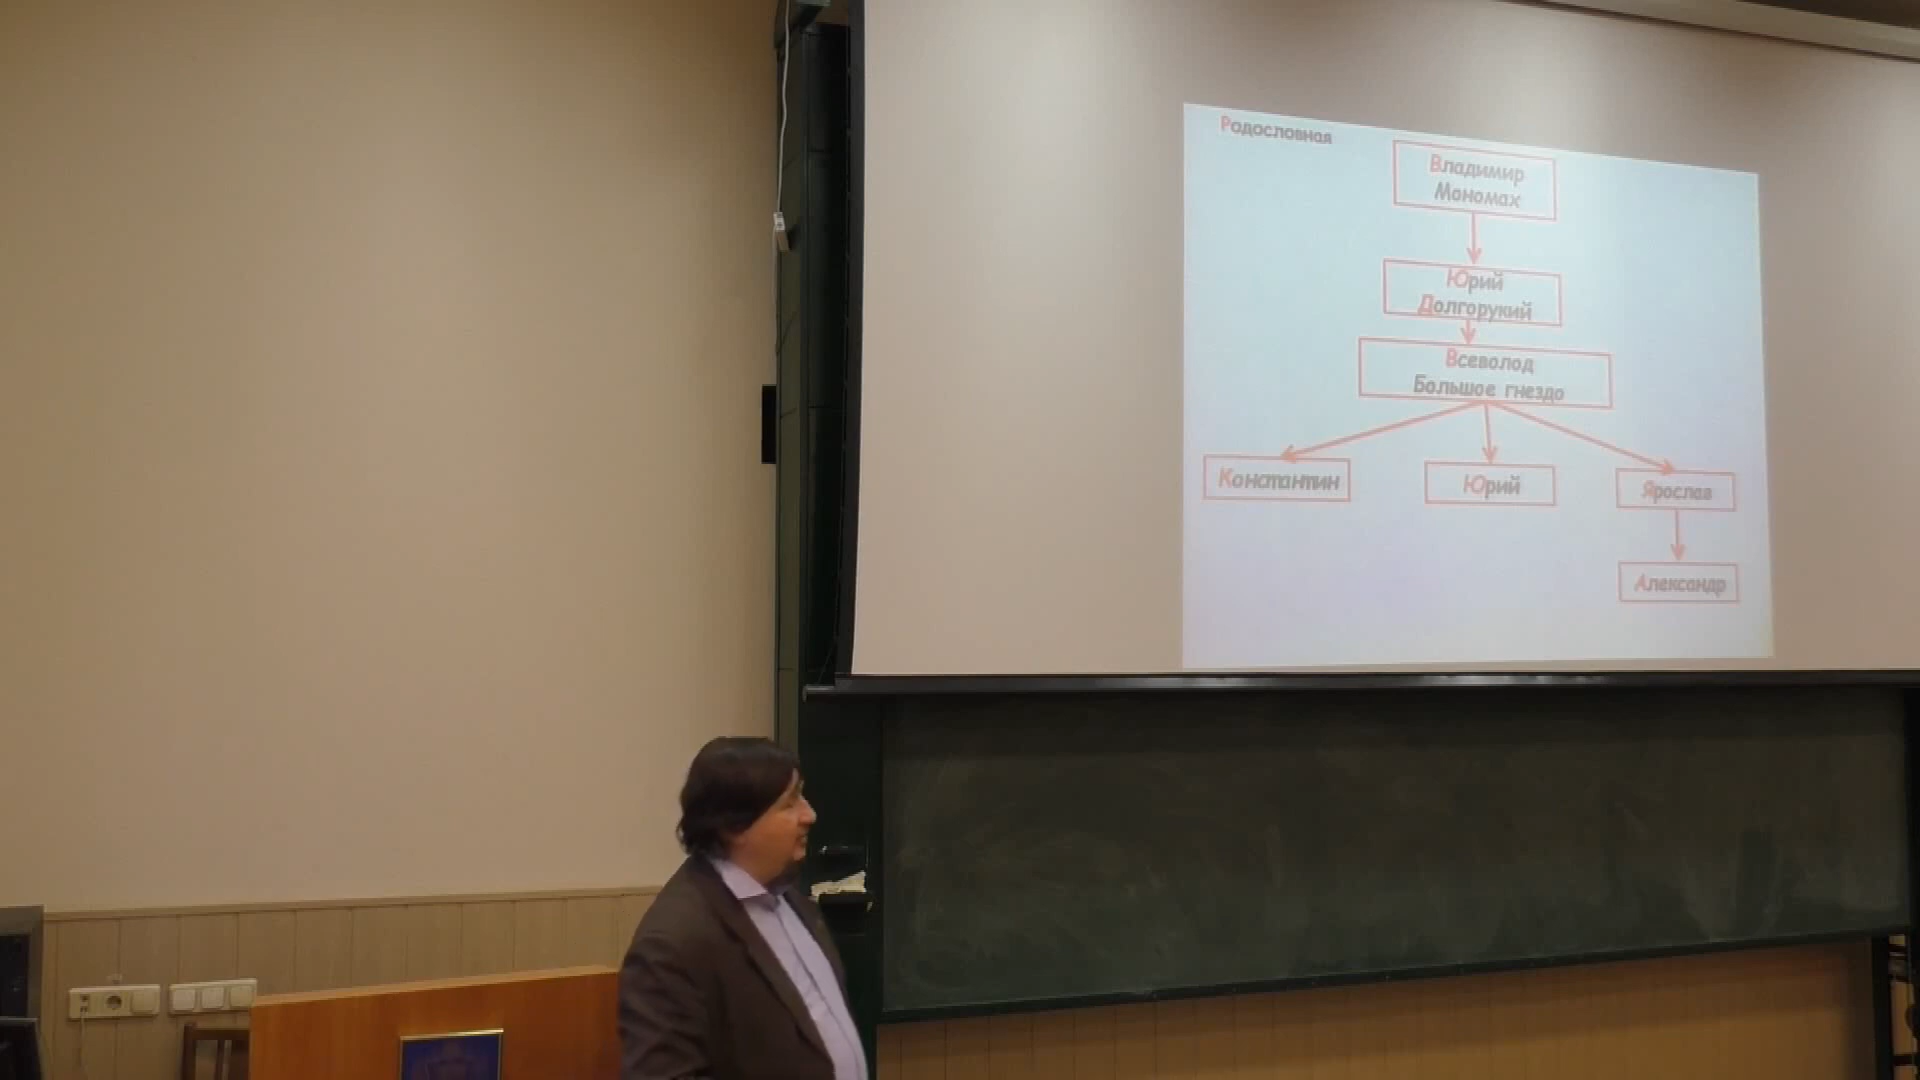 Родословная
Владимир
Мономах
Юрий
Долгорукий
Всеволод
Большое гнездо
Константин
Юрий
Ярослав
Александр